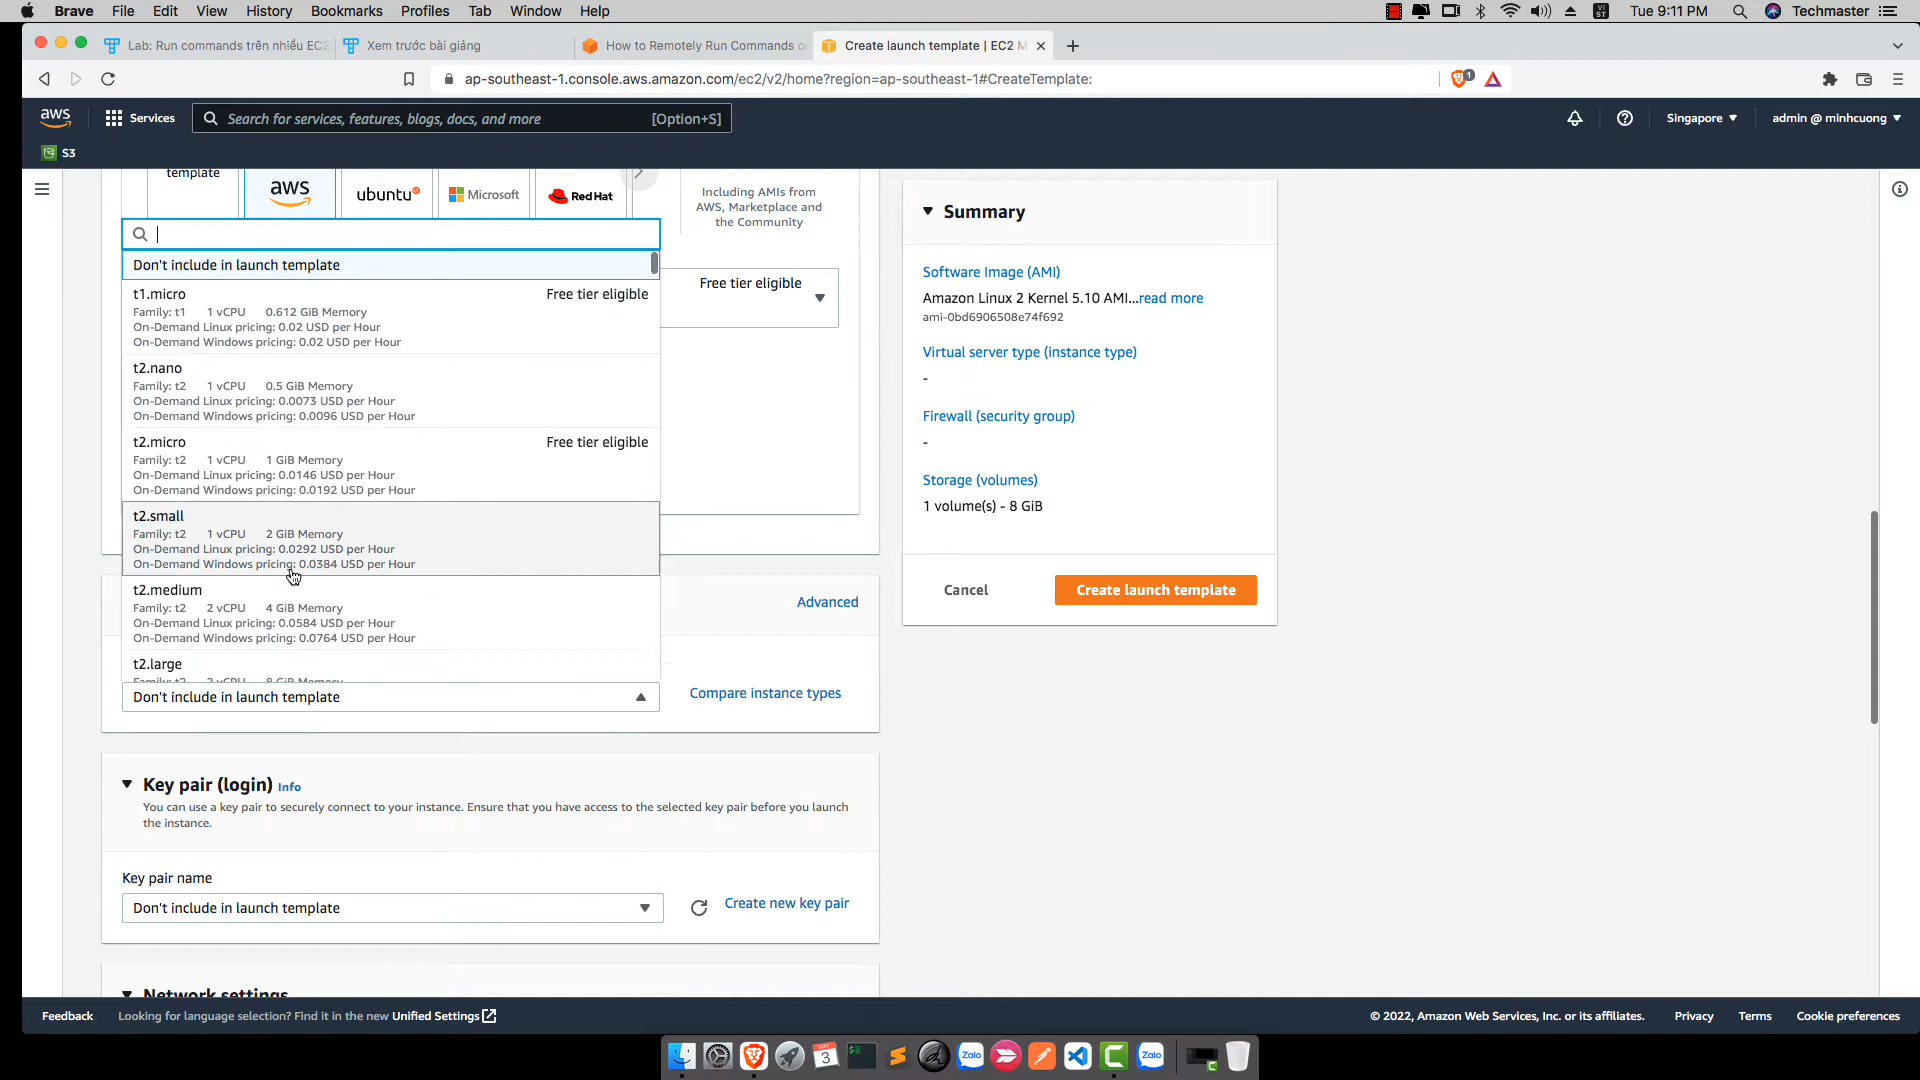 Brave File Edit View History Bookmarks Profiles Tab Window Help
VI
ST
Tue 9:11 PM
Techmaster
Lab: Run commands trên nhiều EC2
Xem trước bài giảng
How to Remotely Run Commands o
Create launch template | EC2 M
ap-southeast-1.console.aws.amazon.com/ec2/v2/home?region=ap-southeast-1#CreateTemplate:
1
aws
Services
Search for services, features, blogs, docs, and more
[Option+S]
Singapore
admin @ minhcuong
S3
template
aws
ubuntu
Microsoft
Red Hat
Including AMIs from
AWS, Marketplace and
the Community
Free tier eligible
Don't include in launch template
t1.micro
Free tier eligible
Family: t1 1 vCPU 0.612 GiB Memory
On-Demand Linux pricing: 0.02 USD per Hour
On-Demand Windows pricing: 0.02 USD per Hour
t2.nano
Family: t2 1 vCPU 0.5 GiB Memory
On-Demand Linux pricing: 0.0073 USD per Hour
On-Demand Windows pricing: 0.0096 USD per Hour
t2.micro
Free tier eligible
Family: t2 1 vCPU 1 GiB Memory
On-Demand Linux pricing: 0.0146 USD per Hour
On-Demand Windows pricing: 0.0192 USD per Hour
t2.small
Family: t2 1 vCPU 2 GiB Memory
On-Demand Linux pricing: 0.0292 USD per Hour
On-Demand Windows pricing: 0.0384 USD per Hour
t2.medium
Family: t2 2 vCPU 4 GiB Memory
On-Demand Linux pricing: 0.0584 USD per Hour
On-Demand Windows pricing: 0.0764 USD per Hour
t2.large
Family: t2 2 vCPU 8 GiB Memory
Don't include in launch template
Advanced
Compare instance types
Key pair (login) Info
You can use a key pair to securely connect to your instance. Ensure that you have access to the selected key pair before you launch
the instance.
Key pair name
Don't include in launch template
Create new key pair
Network settings
Summary
Software Image (AMI)
Amazon Linux 2 Kernel 5.10 AMI...read more
ami-0bd6906508e74f692
Virtual server type (instance type)
-
Firewall (security group)
-
Storage (volumes)
1 volume(s) - 8 GiB
Cancel
Create launch template
Feedback
Looking for language selection? Find it in the new Unified Settings
© 2022, Amazon Web Services, Inc. or its affiliates.
Privacy
Terms
Cookie preferences
MAY
3
Zalo
Zalo